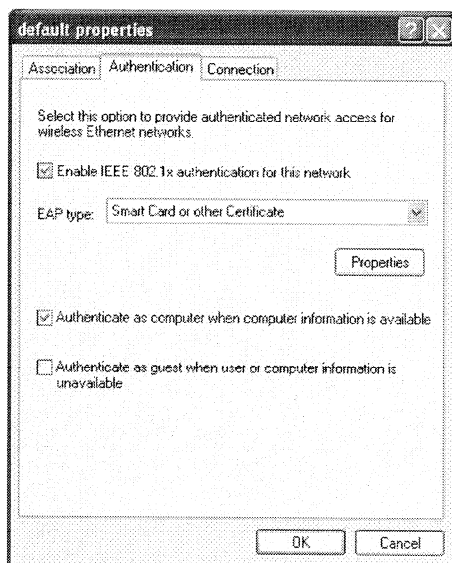 default properties
Association
Authentication
Connection
Select this option to provide authenticated network access for
wireless Ethernet networks.
Enable IEEE 802.1x authentication for this network
EAP type:
Smart Card or other Certificate
Properties
Authenticate as computer when computer information is available
Authenticate as guest when user or computer information is
unavailable
OK
Cancel